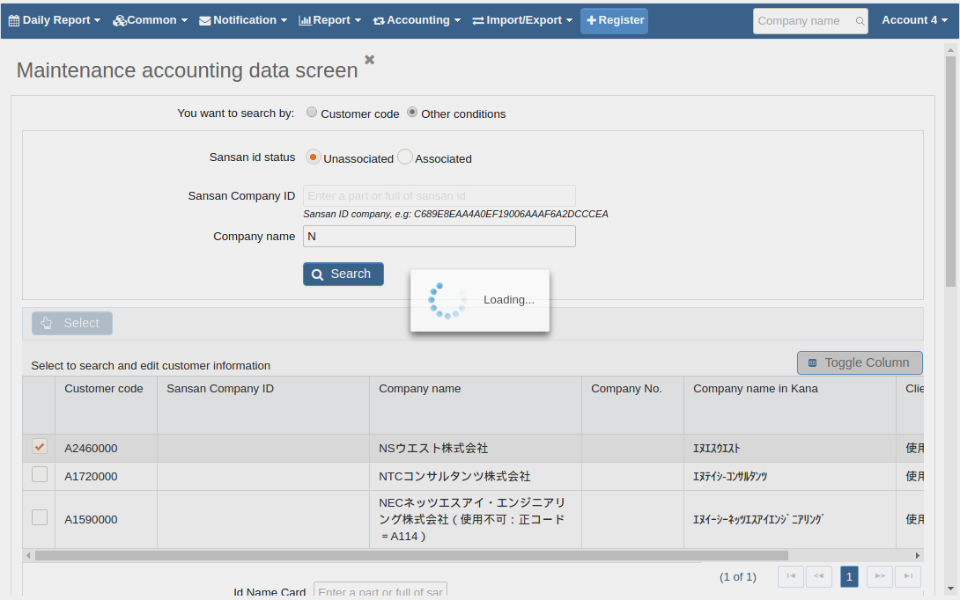 Daily Report Common Notification Report Accounting Import/Export Register Company name Account 4
Maintenance accounting data screen
You want to search by: Customer code Other conditions
Sansan id status Unassociated Associated
Sansan Company ID Enter a part or full of sansan id
Sansan ID company, e.g: C689E8EAA4A0EF19006AAAF6A2DCCCEA
Company name N
Search
Loading...
Select
Select to search and edit customer information Toggle Column
Customer code Sansan Company ID Company name Company No. Company name in Kana Clie
A2460000 NSウエスト株式会社 ｴﾇｴｽｳｴｽﾄ 使用
A1720000 NTCコンサルタンツ株式会社 ｴﾇﾃｲｼ-ｺﾝｻﾙﾀﾝﾂ 使用
NECネッツエスアイ・エンジニアリ
A1590000 ング株式会社（使用不可：正コード ｴﾇｲｰｼｰﾈｯﾂｴｽｱｲｴﾝｼﾞﾆｱﾘﾝｸﾞ 使用
＝A114）
(1 of 1) 1
Id Name Card Enter a part or full of sar